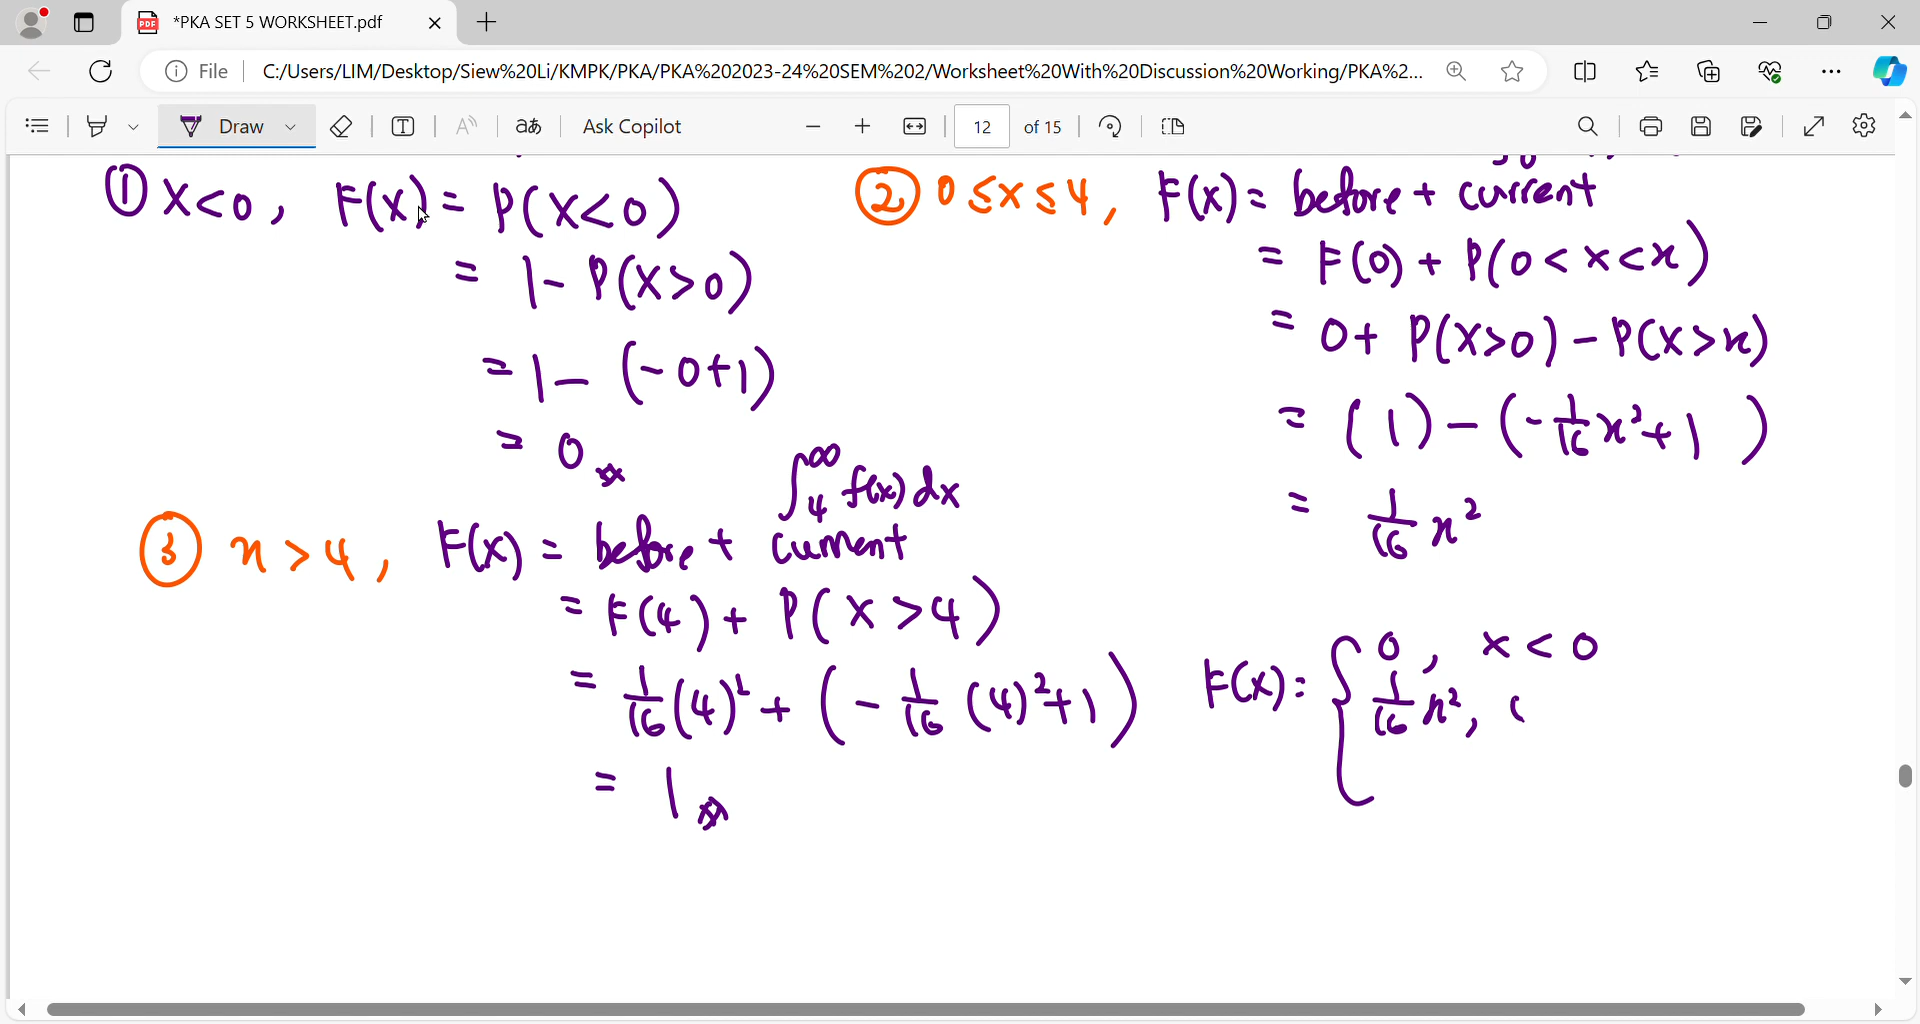 *PKA SET 5 WORKSHEET.pdf
File
C:/Users/LIM/Desktop/Siew%20Li/KMPK/PKA/PKA%202023-24%20SEM%202/Worksheet%20With%20Discussion%20Working/PKA%2...
Draw
T
aあ
Ask Copilot
12 of 15
① X<0, F(x) = P(X<0)
= 1 - P(X>0)
= 1 - (-0+1)
= 0
② 0≤x≤4, F(x) = before + current
= F(0) + P(0<x<x)
= 0 + P(X>0) - P(X>x)
= (1) - (-1/16 x² + 1)
= 1/16 x²
∫₄^∞ f(x) dx
③ x>4, F(x) = before + current
= F(4) + P(X>4)
= 1/16 (4)² + (-1/16 (4)² + 1)
= 1
F(x) = { 0, x<0
1/16 x²,